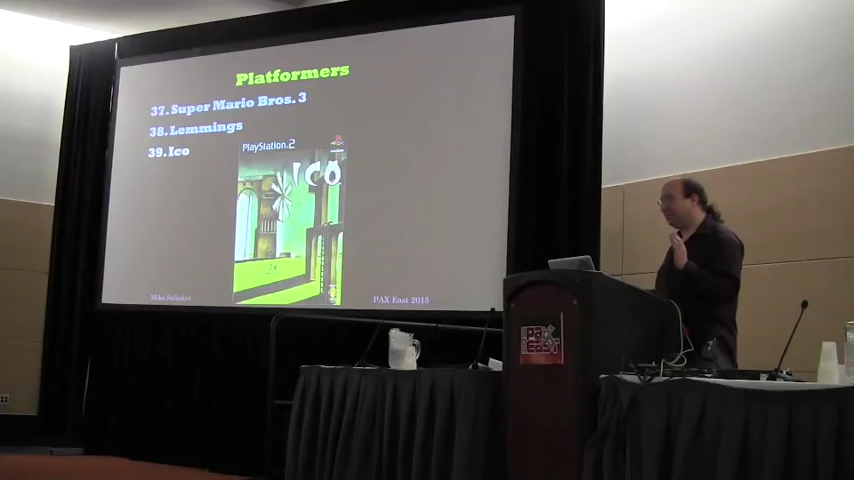 Platformers
37. Super Mario Bros. 3
38. Lemmings
39. Ico
PlayStation 2
ICO
Mike Selinker
PAX East 2015
pax
east